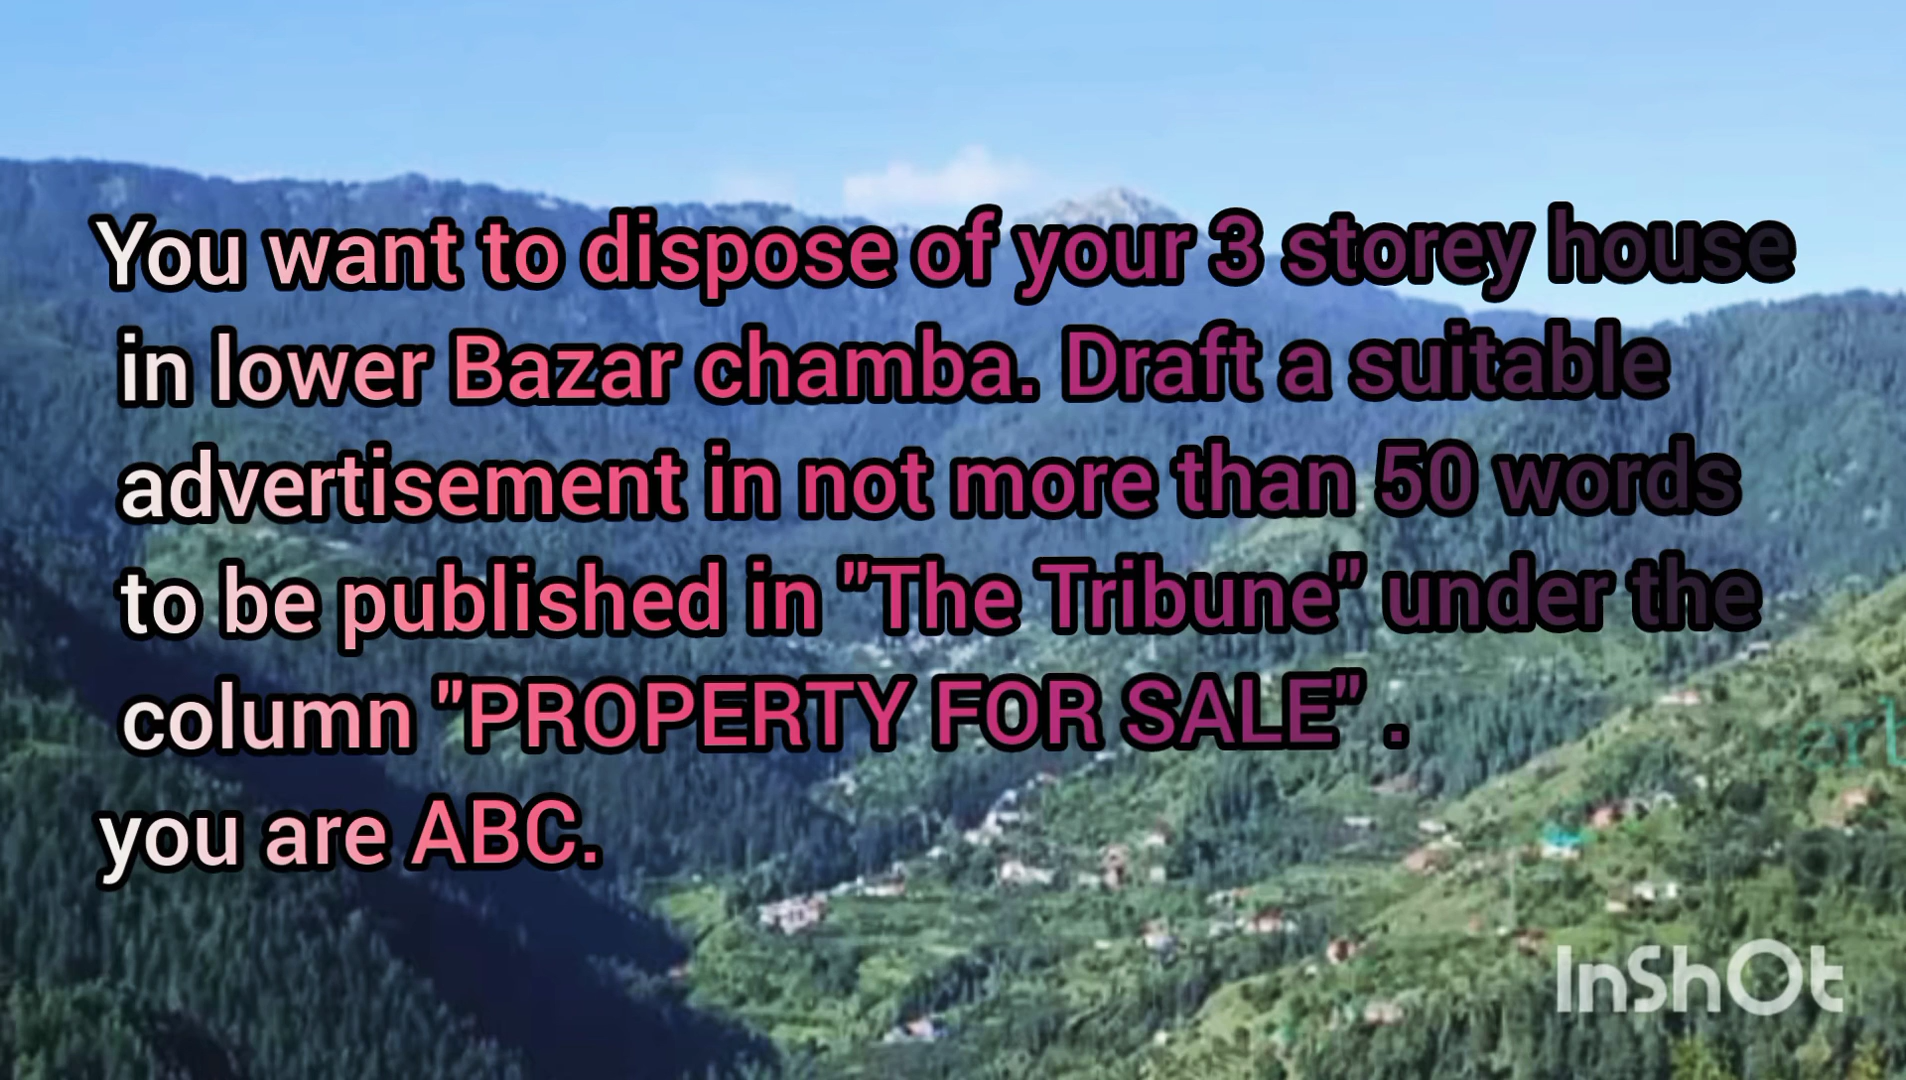 You want to dispose of your 3 storey house
in lower Bazar chamba. Draft a suitable
advertisement in not more than 50 words
to be published in "The Tribune" under the
column "PROPERTY FOR SALE" .
you are ABC.
InShOt